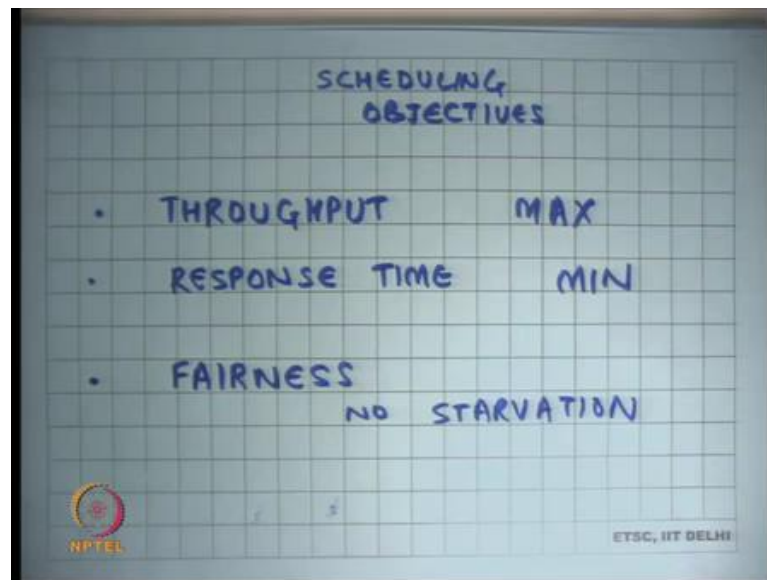 SCHEDULING
OBJECTIVES
• THROUGHPUT MAX
• RESPONSE TIME MIN
• FAIRNESS
NO STARVATION
NPTEL
ETSC, IIT DELHI